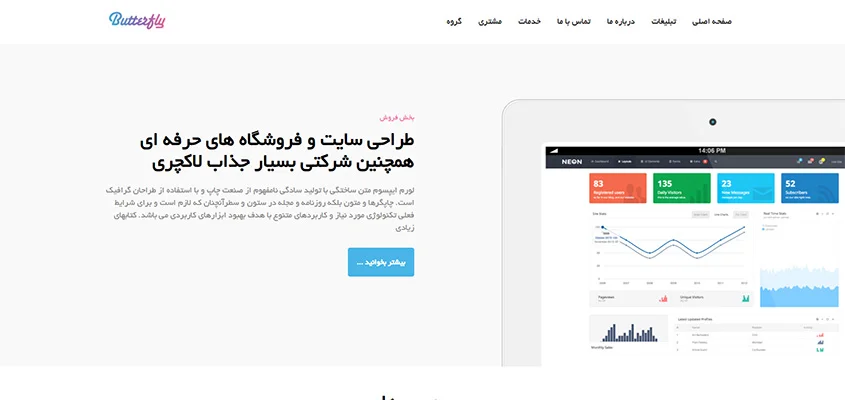 Butterfly
صفحه اصلی
تبلیغات
درباره ما
تماس با ما
خدمات
مشتری
گروه
بخش فروش
طراحی سایت و فروشگاه های حرفه ای
همچنین شرکتی بسیار جذاب لاکچری
لورم ایپسوم متن ساختگی با تولید سادگی نامفهوم از صنعت چاپ و با استفاده از طراحان گرافیک
است. چاپگرها و متون بلکه روزنامه و مجله در ستون و سطرآنچنان که لازم است و برای شرایط
فعلی تکنولوژی مورد نیاز و کاربردهای متنوع با هدف بهبود ابزارهای کاربردی می باشد. کتابهای
زیادی
بیشتر بخوانید ...
14:06 PM
NEON
Dashboard
Layouts
83
Registered users
135
Daily Visitors
23
New Messages
52
Subscribers
Real Time Stats
Pageviews
Unique Visitors
Latest Updated Profiles
Monthly Sales